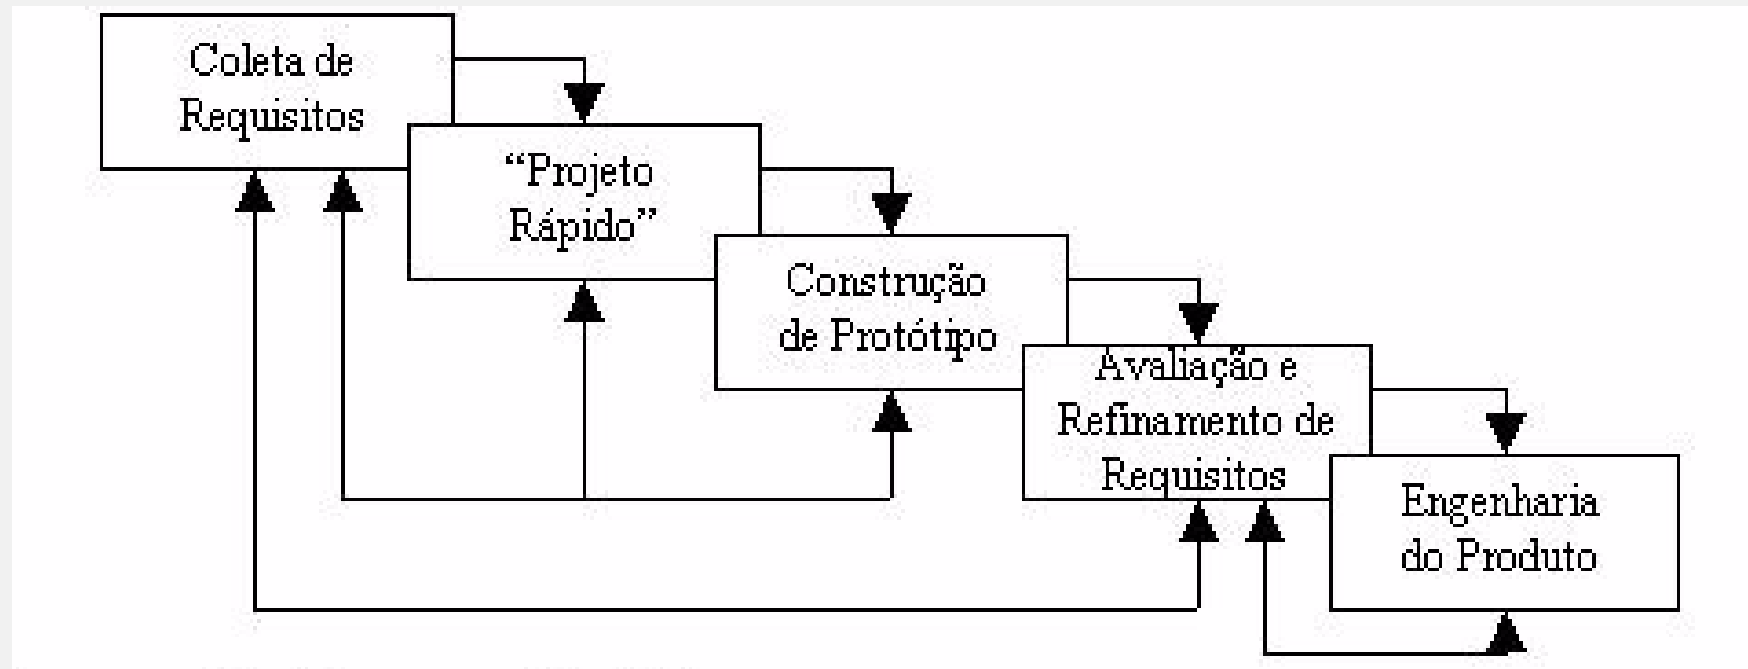 Coleta de
Requisitos
“Projeto
Rápido”
Construção
de Protótipo
Avaliação e
Refinamento de
Requisitos
Engenharia
do Produto